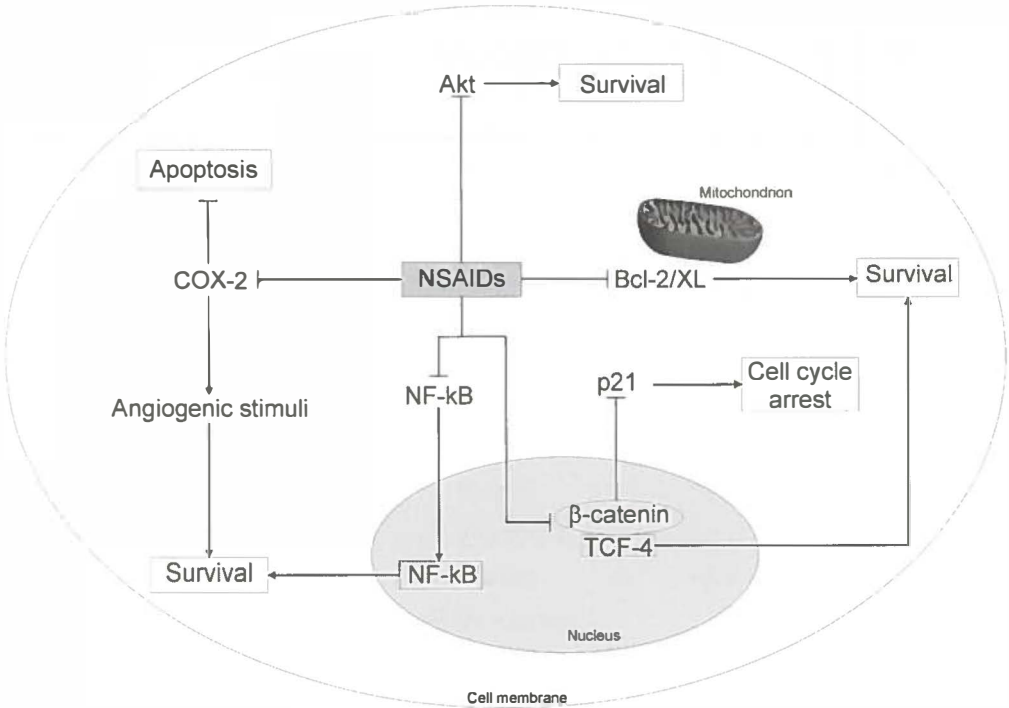 Akt
Survival
Apoptosis
Mitochondrion
COX-2
NSAIDs
Bcl-2/XL
Survival
NF-kB
p21
Cell cycle
arrest
Angiogenic stimuli
β-catenin
TCF-4
Survival
NF-kB
Nucleus
Cell membrane